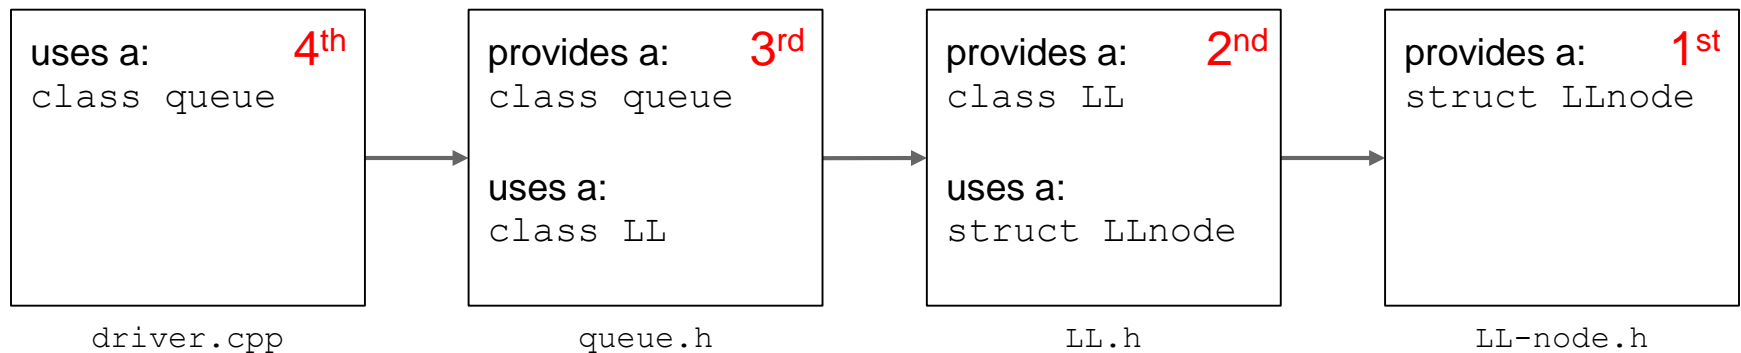 uses a: 4th
class queue
driver.cpp
provides a: 3rd
class queue
uses a:
class LL
queue.h
provides a: 2nd
class LL
uses a:
struct LLnode
LL.h
provides a: 1st
struct LLnode
LL-node.h